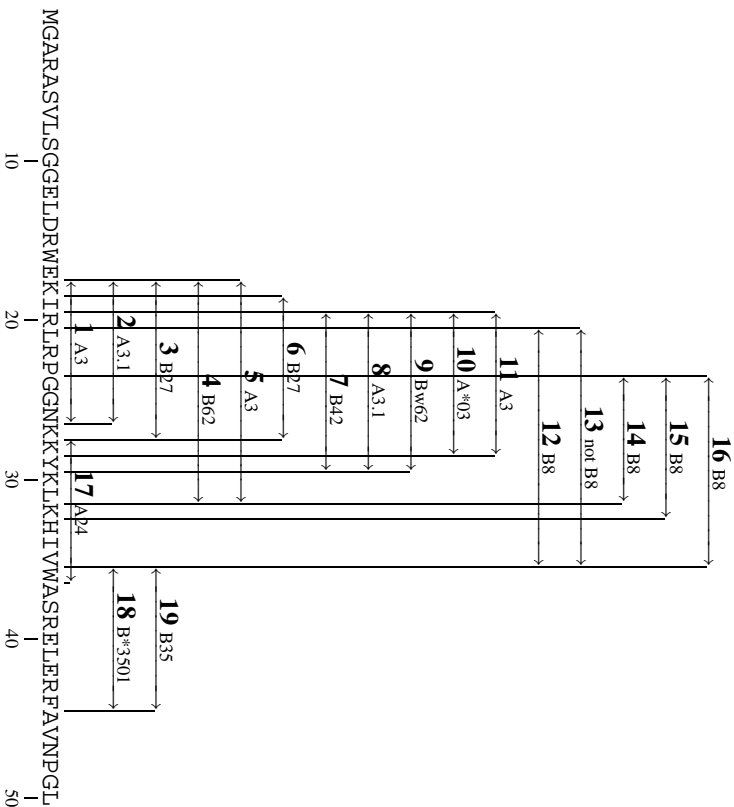 16 B8
15 B8
14 B8
13 not B8
12 B8
11 A3
10 A*03
9 Bw62
8 A3.1
7 B42
6 B27
5 A3
4 B62
3 B27
19 B35
2 A3.1
18 B*3501
1 A3
17 A24
MGARASVLSGGELDRWEKIRLRPGGNKKYKLKHIVWASRELERFAVNPGL
10 20 30 40 50